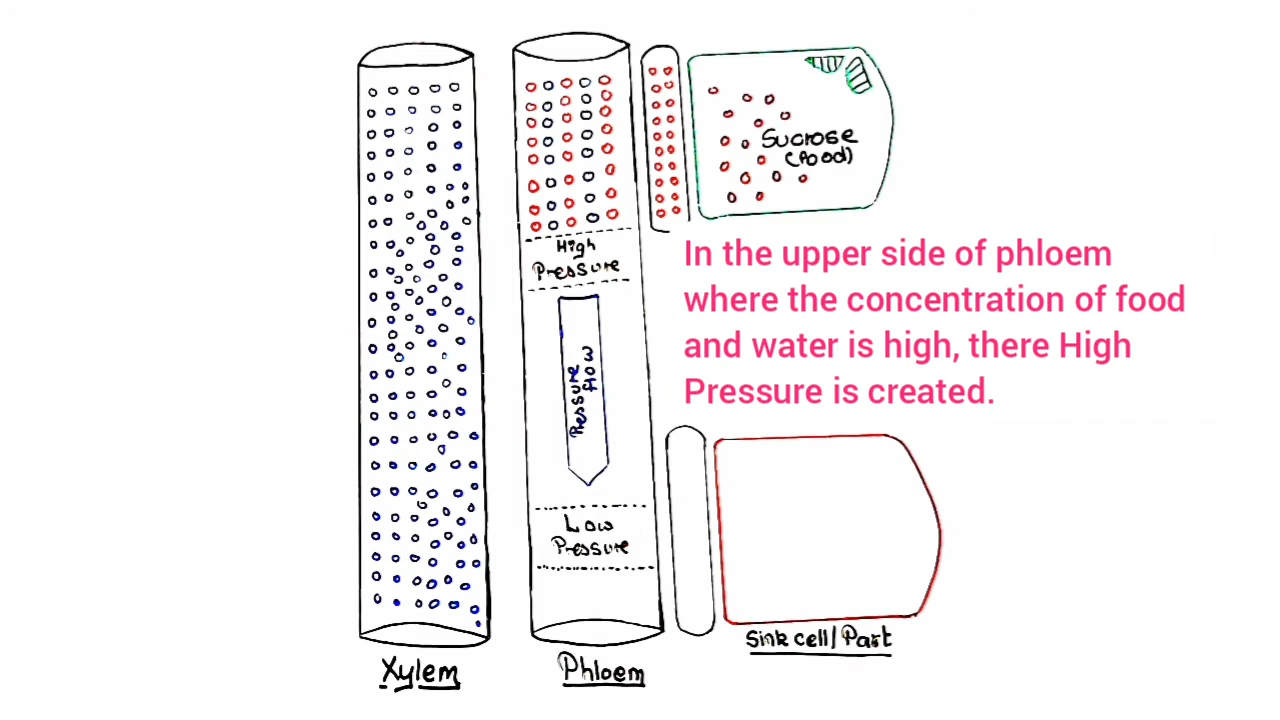 Sucrose
(food)
High
Pressure
In the upper side of phloem
where the concentration of food
and water is high, there High
Pressure is created.
Pressure
flow
Low
Pressure
Sink cell/Part
Xylem
Phloem